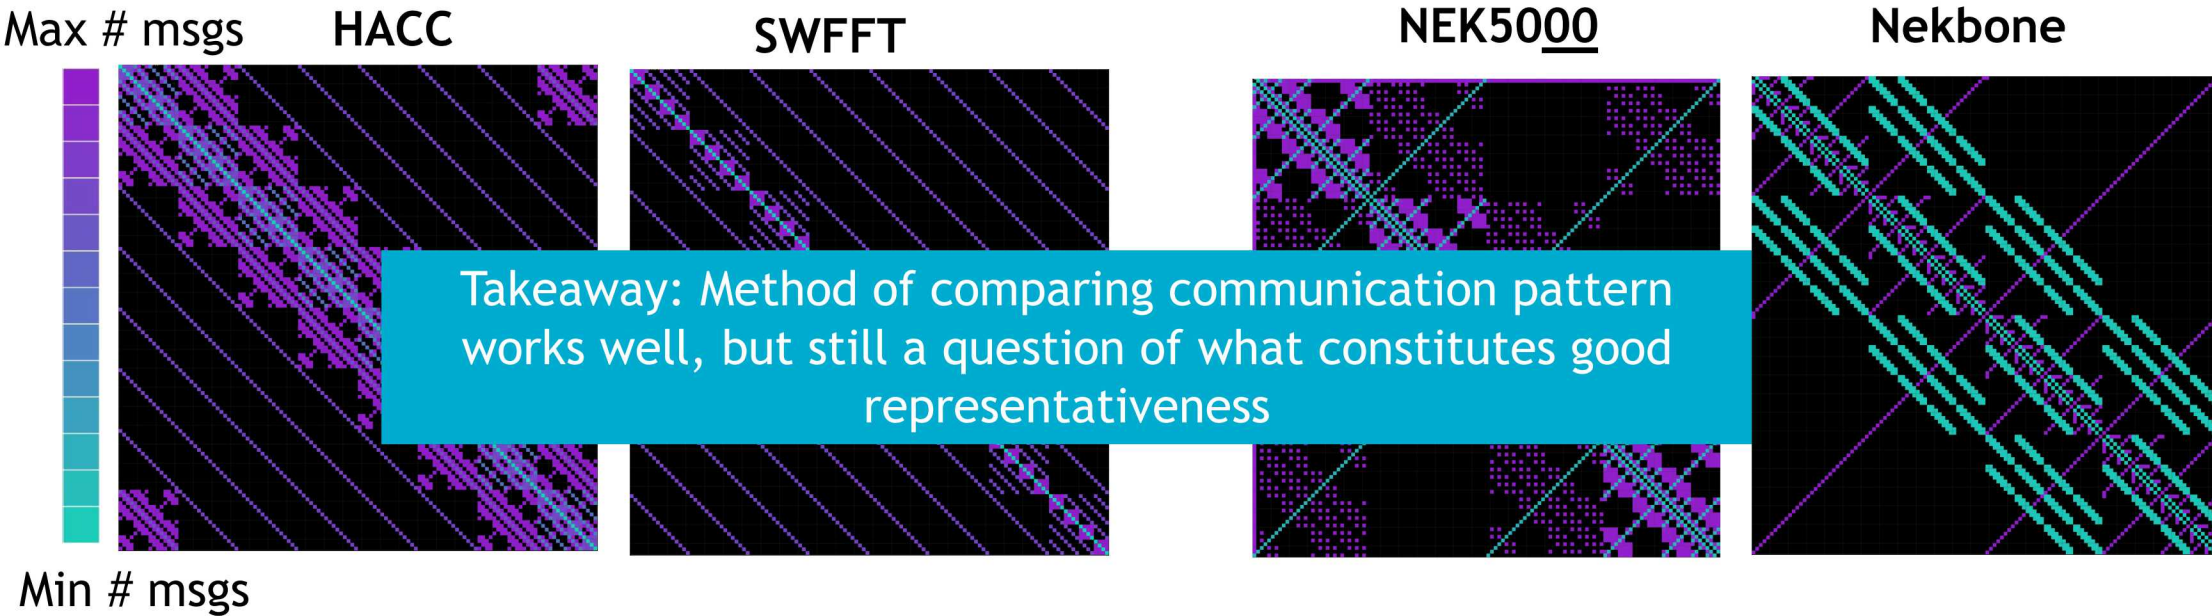 Max # msgs
HACC
SWFFT
NEK5000
Nekbone
Takeaway: Method of comparing communication pattern
works well, but still a question of what constitutes good
representativeness
Min # msgs